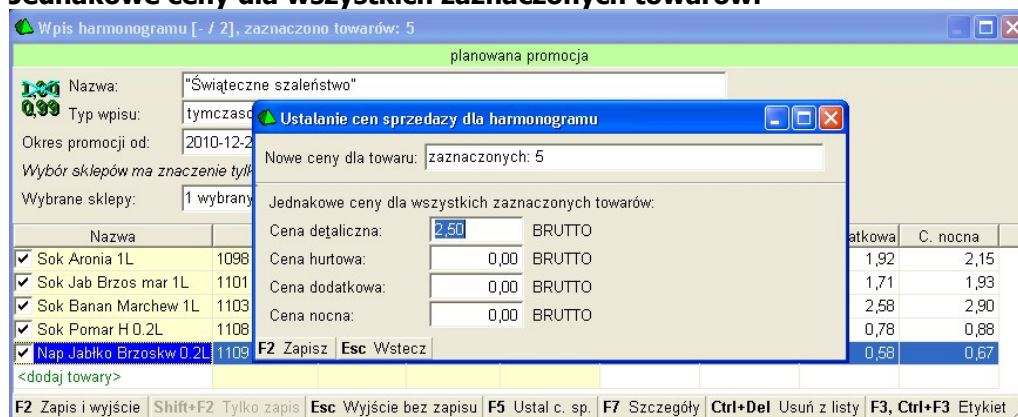 Jednakowe ceny dla wszystkich zaznaczonych towarów:
Wpis harmonogramu [- / 2], zaznaczono towarów: 5
planowana promocja
1,20
0,99
Nazwa: "Świąteczne szaleństwo"
Typ wpisu: tymczaso
Okres promocji od: 2010-12-2
Wybór sklepów ma znaczenie tylk
Wybrane sklepy: 1 wybrany
Ustalanie cen sprzedazy dla harmonogramu
Nowe ceny dla towaru: zaznaczonych: 5
Jednakowe ceny dla wszystkich zaznaczonych towarów:
Cena detaliczna: 2,50 BRUTTO
Cena hurtowa: 0,00 BRUTTO
Cena dodatkowa: 0,00 BRUTTO
Cena nocna: 0,00 BRUTTO
F2 Zapisz Esc Wstecz
Nazwa atkowa C. nocna
Sok Aronia 1L 1098 1,92 2,15
Sok Jab Brzos mar 1L 1101 1,71 1,93
Sok Banan Marchew 1L 1103 2,58 2,90
Sok Pomar H 0.2L 1108 0,78 0,88
Nap Jabłko Brzoskw 0.2L 1109 0,58 0,67
<dodaj towary>
F2 Zapis i wyjście Shift+F2 Tylko zapis Esc Wyjście bez zapisu F5 Ustal c. sp. F7 Szczegóły Ctrl+Del Usuń z listy F3, Ctrl+F3 Etykiet